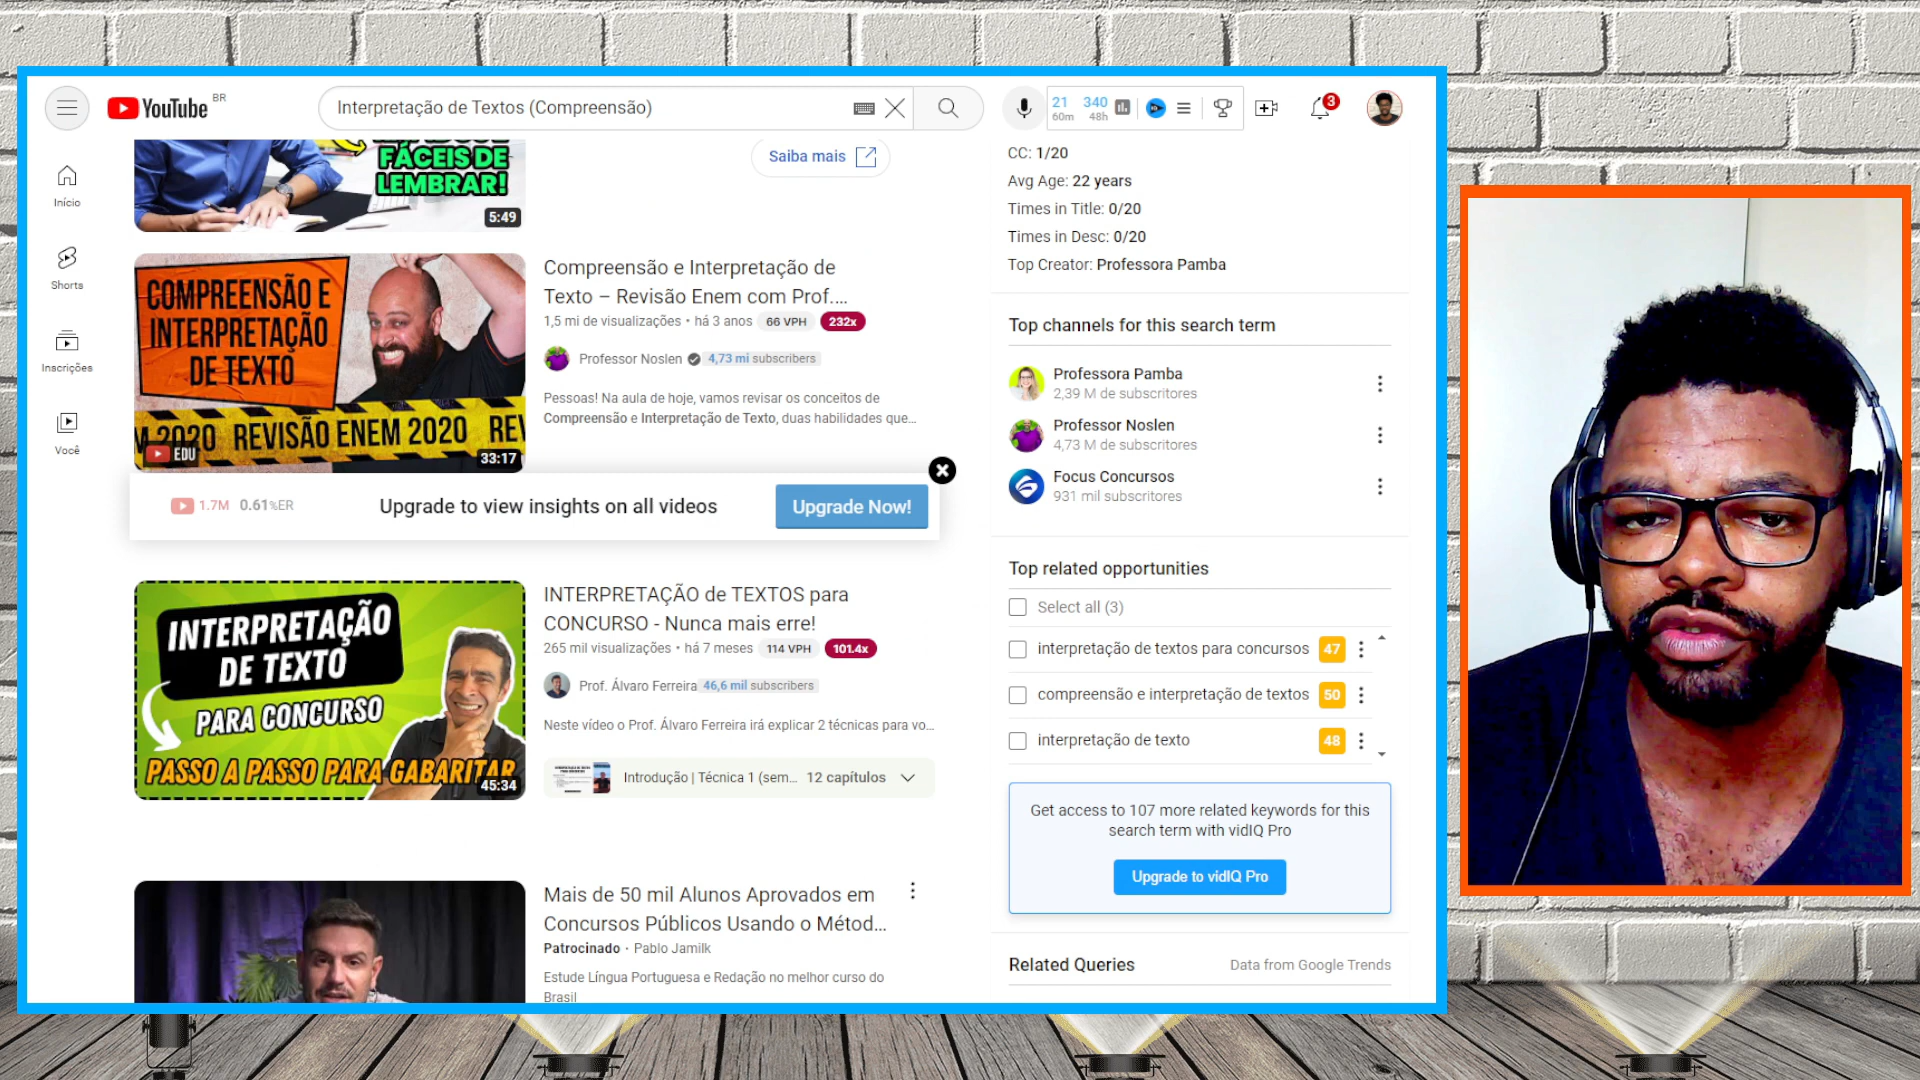 YouTube BR
Interpretação de Textos (Compreensão)
21
60m
340
48h
3
Início
Shorts
Inscrições
Você
FÁCEIS DE
LEMBRAR!
5:49
Saiba mais
COMPREENSÃO E
INTERPRETAÇÃO
DE TEXTO
2020 REVISÃO ENEM 2020 REV
EDU
33:17
Compreensão e Interpretação de
Texto – Revisão Enem com Prof....
1,5 mi de visualizações • há 3 anos 66 VPH 232x
Professor Noslen 4,73 mi subscribers
Pessoas! Na aula de hoje, vamos revisar os conceitos de
Compreensão e Interpretação de Texto, duas habilidades que...
1.7M 0.61%ER
Upgrade to view insights on all videos
Upgrade Now!
INTERPRETAÇÃO
DE TEXTO
PARA CONCURSO
PASSO A PASSO PARA GABARITAR
45:34
INTERPRETAÇÃO de TEXTOS para
CONCURSO - Nunca mais erre!
265 mil visualizações • há 7 meses 114 VPH 101.4x
Prof. Álvaro Ferreira 46,6 mil subscribers
Neste vídeo o Prof. Álvaro Ferreira irá explicar 2 técnicas para vo...
Introdução | Técnica 1 (sem... 12 capítulos
Mais de 50 mil Alunos Aprovados em
Concursos Públicos Usando o Métod...
Patrocinado · Pablo Jamilk
Estude Língua Portuguesa e Redação no melhor curso do
Brasil
CC: 1/20
Avg Age: 22 years
Times in Title: 0/20
Times in Desc: 0/20
Top Creator: Professora Pamba
Top channels for this search term
Professora Pamba
2,39 M de subscritores
Professor Noslen
4,73 M de subscritores
Focus Concursos
931 mil subscritores
Top related opportunities
Select all (3)
interpretação de textos para concursos 47
compreensão e interpretação de textos 50
interpretação de texto 48
Get access to 107 more related keywords for this
search term with vidIQ Pro
Upgrade to vidIQ Pro
Related Queries
Data from Google Trends